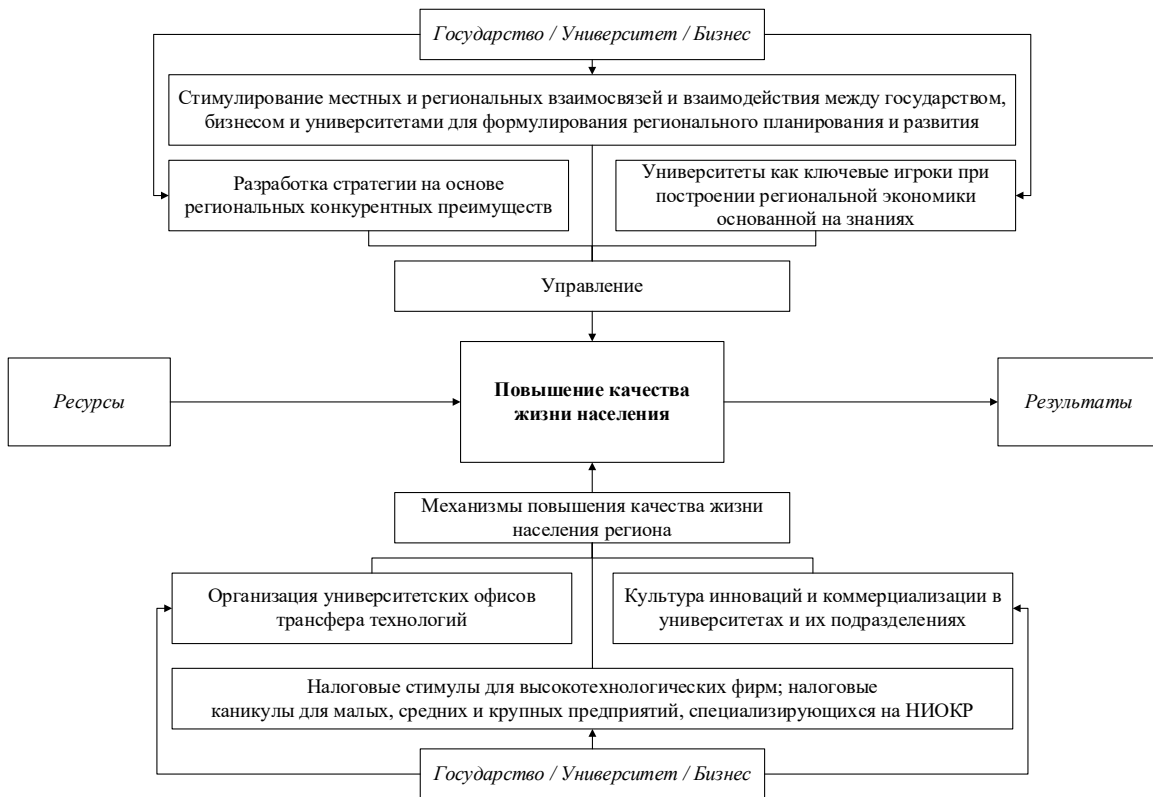 Государство / Университет / Бизнес
Стимулирование местных и региональных взаимосвязей и взаимодействия между государством,
бизнесом и университетами для формулирования регионального планирования и развития
Разработка стратегии на основе
региональных конкурентных преимуществ
Университеты как ключевые игроки при
построении региональной экономики
основанной на знаниях
Управление
Ресурсы
Повышение качества
жизни населения
Результаты
Механизмы повышения качества жизни
населения региона
Организация университетских офисов
трансфера технологий
Культура инноваций и коммерциализации в
университетах и их подразделениях
Налоговые стимулы для высокотехнологических фирм; налоговые
каникулы для малых, средних и крупных предприятий, специализирующихся на НИОКР
Государство / Университет / Бизнес